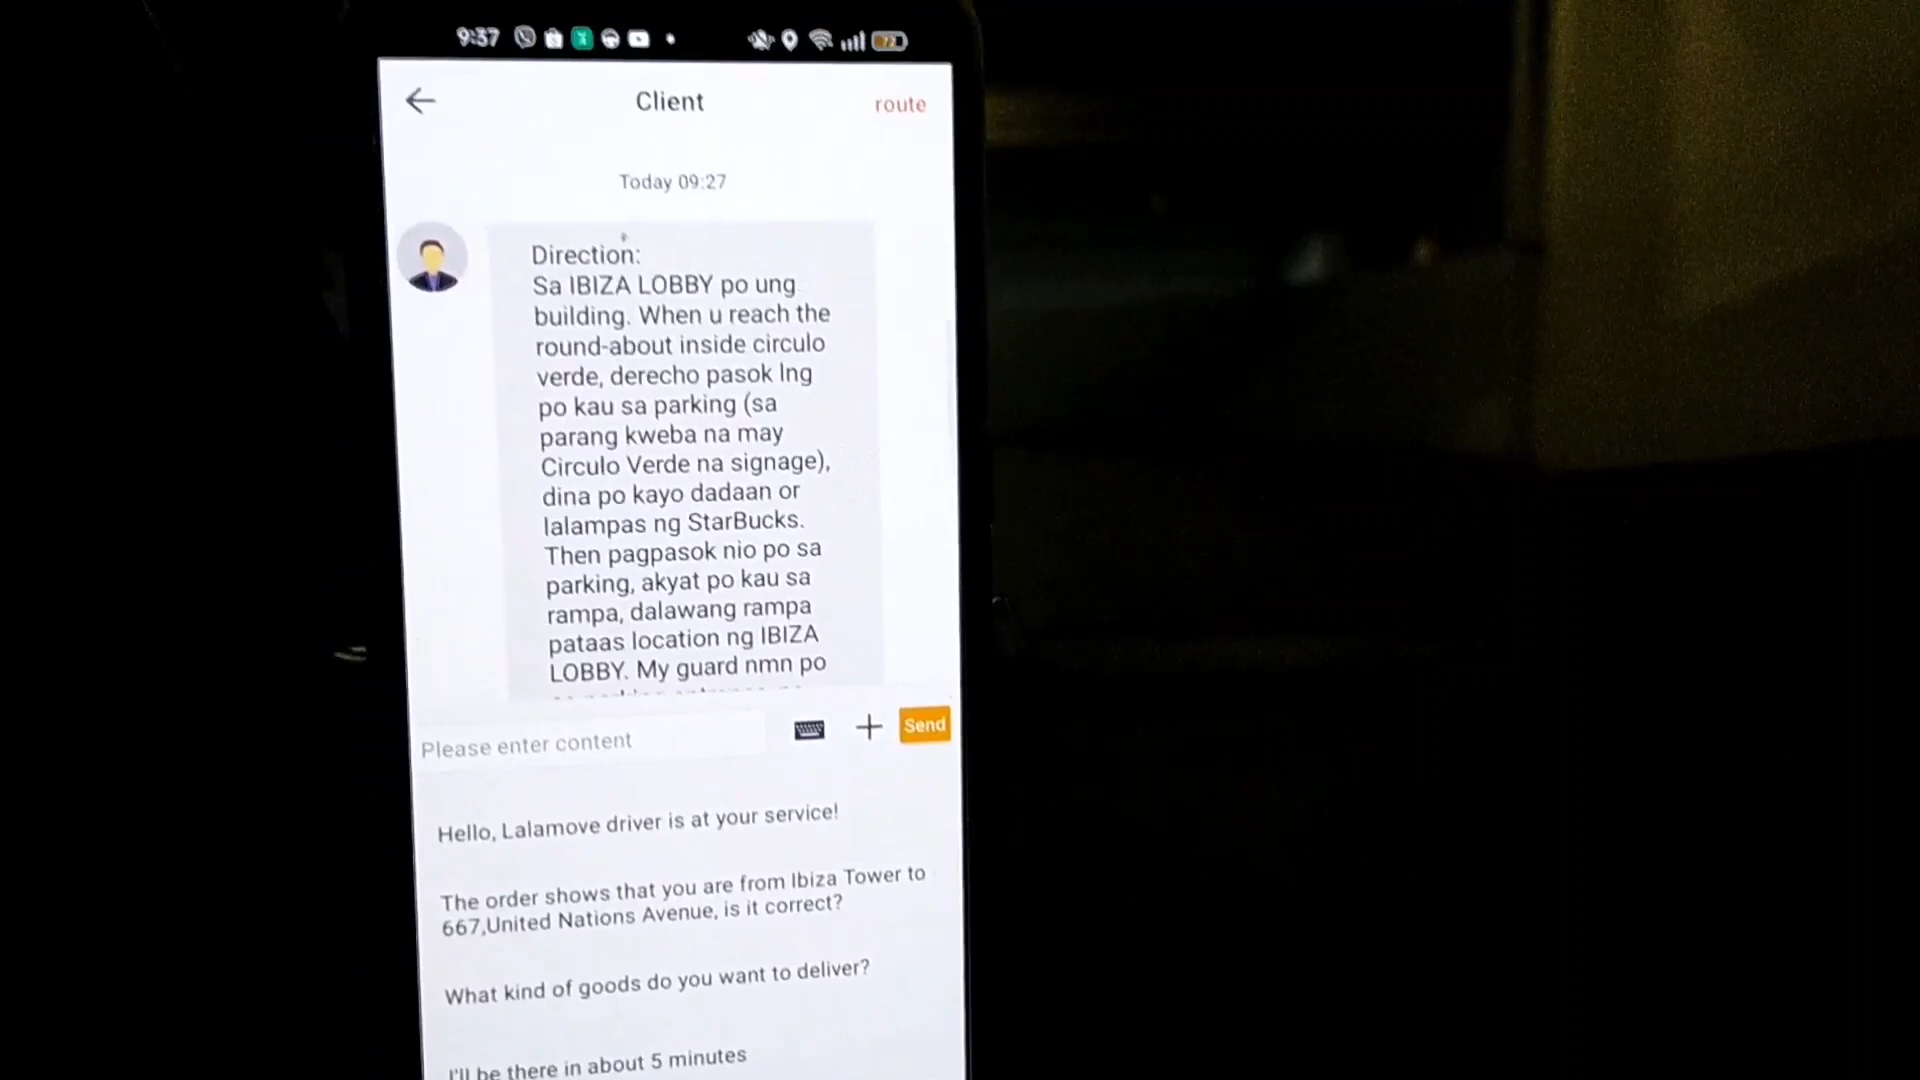 9:37
Client
route
Today 09:27
Direction:
Sa IBIZA LOBBY po ung
building. When u reach the
round-about inside circulo
verde, derecho pasok lng
po kau sa parking (sa
parang kweba na may
Circulo Verde na signage),
dina po kayo dadaan or
lalampas ng StarBucks.
Then pagpasok nio po sa
parking, akyat po kau sa
rampa, dalawang rampa
pataas location ng IBIZA
LOBBY. My guard nmn po
Please enter content
Send
Hello, Lalamove driver is at your service!
The order shows that you are from Ibiza Tower to
667,United Nations Avenue, is it correct?
What kind of goods do you want to deliver?
I'll be there in about 5 minutes